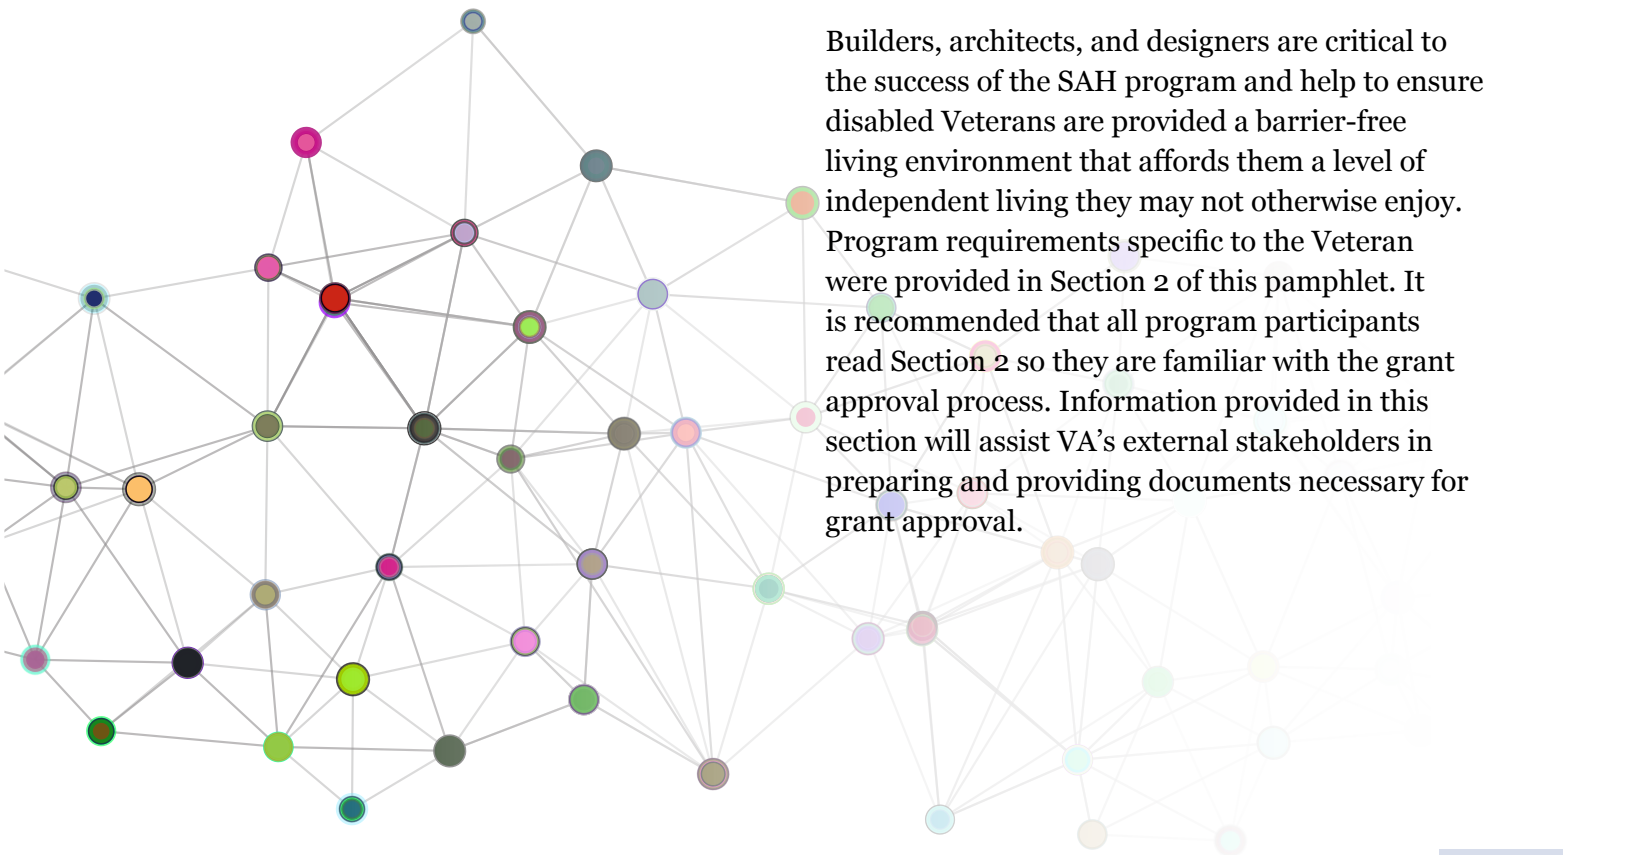 Builders, architects, and designers are critical to
the success of the SAH program and help to ensure
disabled Veterans are provided a barrier-free
living environment that affords them a level of
independent living they may not otherwise enjoy.
Program requirements specific to the Veteran
were provided in Section 2 of this pamphlet. It
is recommended that all program participants
read Section 2 so they are familiar with the grant
approval process. Information provided in this
section will assist VA’s external stakeholders in
preparing and providing documents necessary for
grant approval.